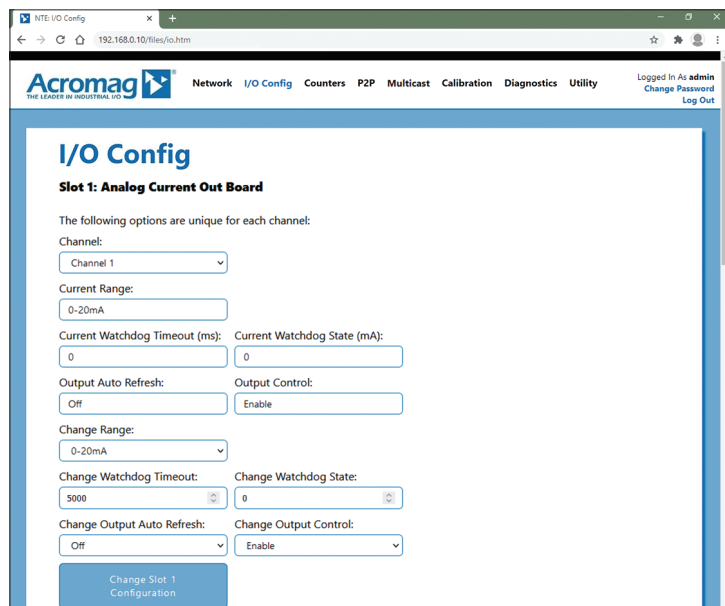 NTE: I/O Config
192.168.0.10/files/io.htm
Acromag
THE LEADER IN INDUSTRIAL I/O
®
Network I/O Config Counters P2P Multicast Calibration Diagnostics Utility
Logged In As admin
Change Password
Log Out
I/O Config
Slot 1: Analog Current Out Board
The following options are unique for each channel:
Channel:
Channel 1
Current Range:
0-20mA
Current Watchdog Timeout (ms): Current Watchdog State (mA):
0 0
Output Auto Refresh: Output Control:
Off Enable
Change Range:
0-20mA
Change Watchdog Timeout: Change Watchdog State:
5000 0
Change Output Auto Refresh: Change Output Control:
Off Enable
Change Slot 1
Configuration